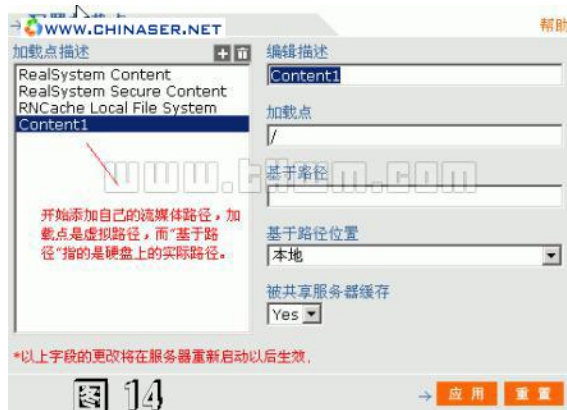 WWW.CHINASER.NET
帮助
加载点描述
编辑描述
RealSystem Content
RealSystem Secure Content
RNCache Local File System
Content1
Content1
加载点
/
基于路径
开始添加自己的流媒体路径，加
载点是虚拟路径，而"基于路
径"指的是硬盘上的实际路径。
基于路径位置
本地
被共享服务器缓存
Yes
*以上字段的更改将在服务器重新启动以后生效.
图 14
应 用
重 置